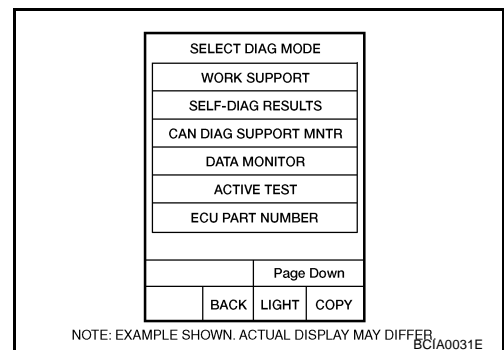 SELECT DIAG MODE
WORK SUPPORT
SELF-DIAG RESULTS
CAN DIAG SUPPORT MNTR
DATA MONITOR
ACTIVE TEST
ECU PART NUMBER
Page Down
BACK LIGHT COPY
NOTE: EXAMPLE SHOWN. ACTUAL DISPLAY MAY DIFFER
BCIA0031E